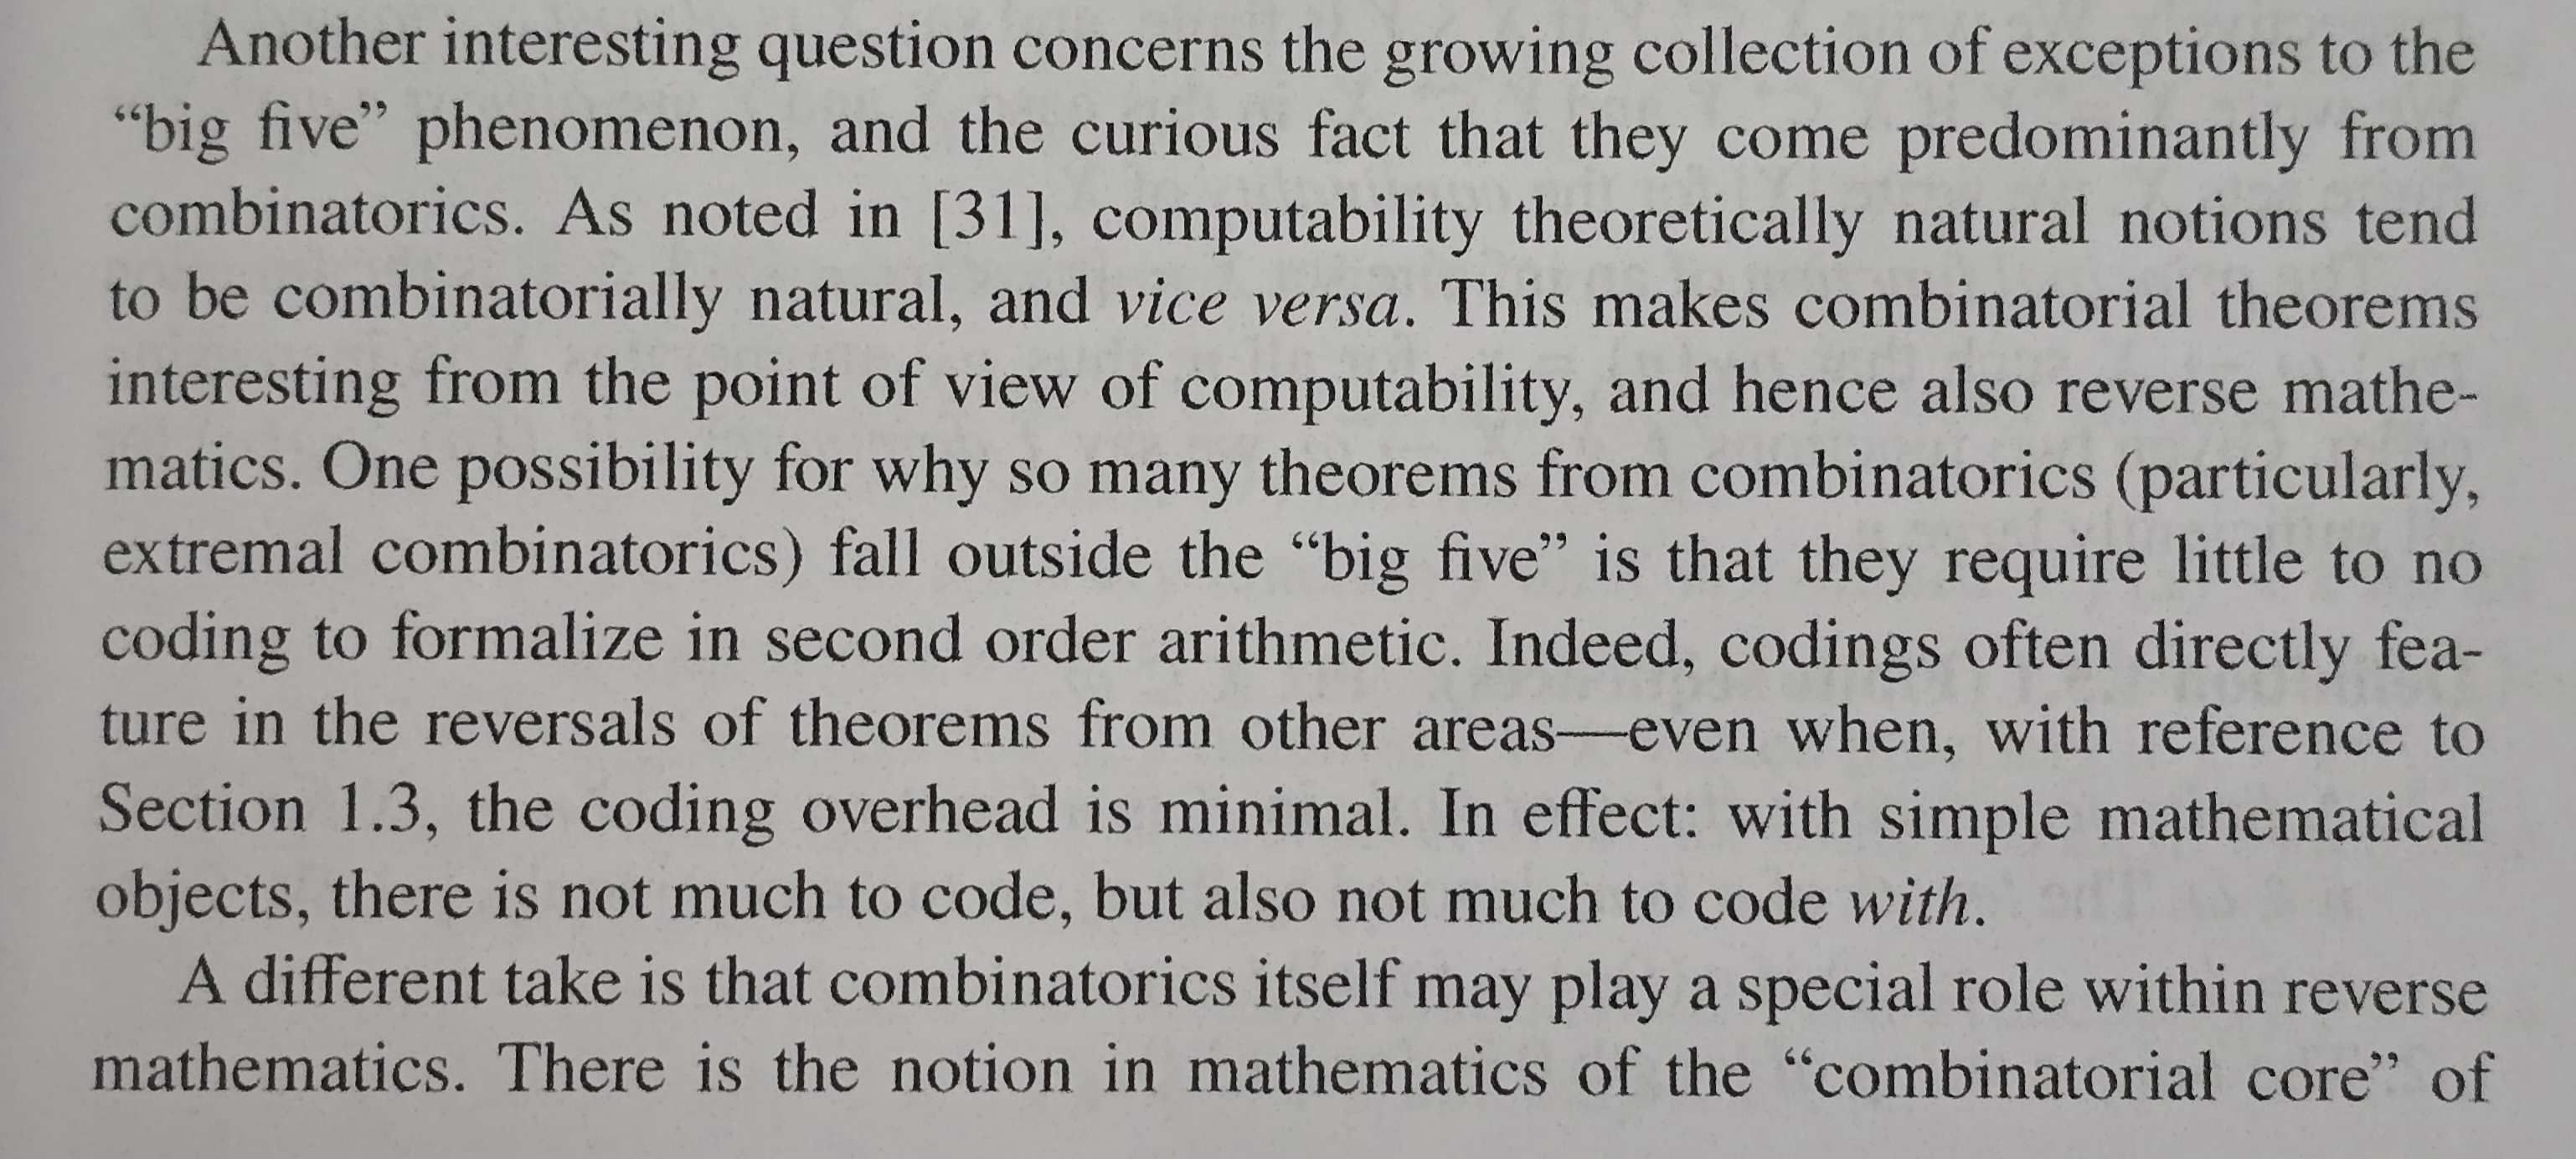 Another interesting question concerns the growing collection of exceptions to the
“big five” phenomenon, and the curious fact that they come predominantly from
combinatorics. As noted in [31], computability theoretically natural notions tend
to be combinatorially natural, and vice versa. This makes combinatorial theorems
interesting from the point of view of computability, and hence also reverse mathe-
matics. One possibility for why so many theorems from combinatorics (particularly,
extremal combinatorics) fall outside the “big five” is that they require little to no
coding to formalize in second order arithmetic. Indeed, codings often directly fea-
ture in the reversals of theorems from other areas—even when, with reference to
Section 1.3, the coding overhead is minimal. In effect: with simple mathematical
objects, there is not much to code, but also not much to code with.
A different take is that combinatorics itself may play a special role within reverse
mathematics. There is the notion in mathematics of the “combinatorial core” of